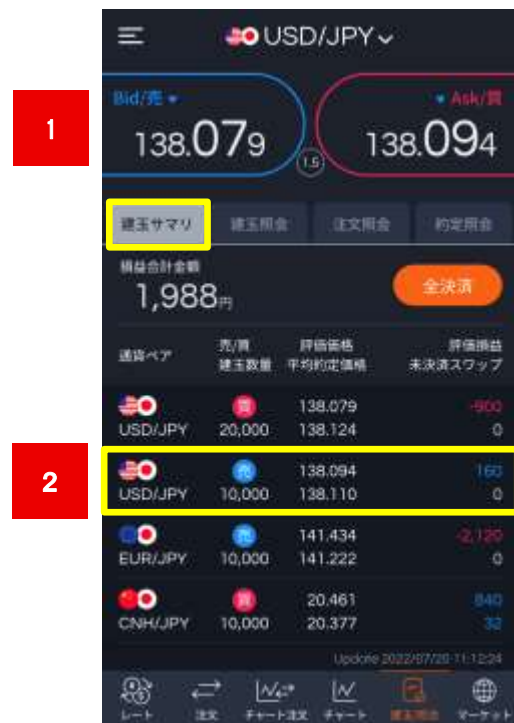 USD/JPY
Bid/売
Ask/買
1
138.079
138.094
1.5
建玉サマリ 建玉照会 注文照会 約定照会
損益合計金額
1,988円
全決済
通貨ペア 売/買 評価価格 評価損益
建玉数量 平均約定価格 未決済スワップ
買 138.079 -900
USD/JPY 20,000 138.124 0
2
売 138.094 160
USD/JPY 10,000 138.110 0
売 141.434 -2,120
EUR/JPY 10,000 141.222 0
買 20.461 840
CNH/JPY 10,000 20.377 32
Update 2022/07/20 11:12:24
レート 注文 チャート注文 チャート 建玉照会 マーケット